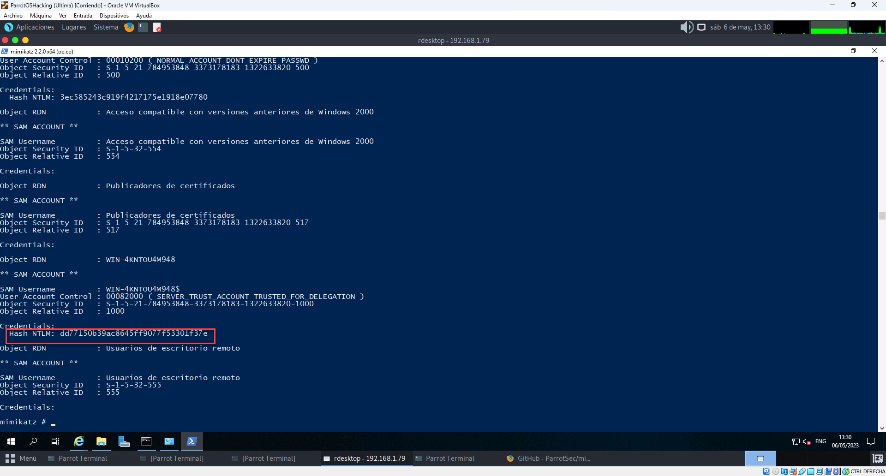 ParrotOSHacking (Ultima) [Corriendo] - Oracle VM VirtualBox
Archivo Máquina Ver Entrada Dispositivos Ayuda
Aplicaciones Lugares Sistema sáb 6 de may, 13:30
rdesktop - 192.168.1.79
mimikatz 2.2.0 x64 (oe.eo)
User Account Control : 00010200 ( NORMAL_ACCOUNT DONT_EXPIRE_PASSWD )
Object Security ID : S-1-5-21-784953848-3373178183-1322633820-500
Object Relative ID : 500
Credentials:
Hash NTLM: 3ec585243c919f4217175e1918e07780
Object RDN : Acceso compatible con versiones anteriores de Windows 2000
** SAM ACCOUNT **
SAM Username : Acceso compatible con versiones anteriores de Windows 2000
Object Security ID : S-1-5-32-554
Object Relative ID : 554
Credentials:
Object RDN : Publicadores de certificados
** SAM ACCOUNT **
SAM Username : Publicadores de certificados
Object Security ID : S-1-5-21-784953848-3373178183-1322633820-517
Object Relative ID : 517
Credentials:
Object RDN : WIN-4KNTOU4M948
** SAM ACCOUNT **
SAM Username : WIN-4KNTOU4M948$
User Account Control : 00082000 ( SERVER_TRUST_ACCOUNT TRUSTED_FOR_DELEGATION )
Object Security ID : S-1-5-21-784953848-3373178183-1322633820-1000
Object Relative ID : 1000
Credentials:
Hash NTLM: dd77150b39ac8645ff9077f53301f37e
Object RDN : Usuarios de escritorio remoto
** SAM ACCOUNT **
SAM Username : Usuarios de escritorio remoto
Object Security ID : S-1-5-32-555
Object Relative ID : 555
Credentials:
mimikatz # _
ENG 13:30
06/05/2023
Menu Parrot Terminal [Parrot Terminal] [Parrot Terminal] rdesktop - 192.168.1.79 Parrot Terminal GitHub - ParrotSec/mi...
CTRL DERECHA